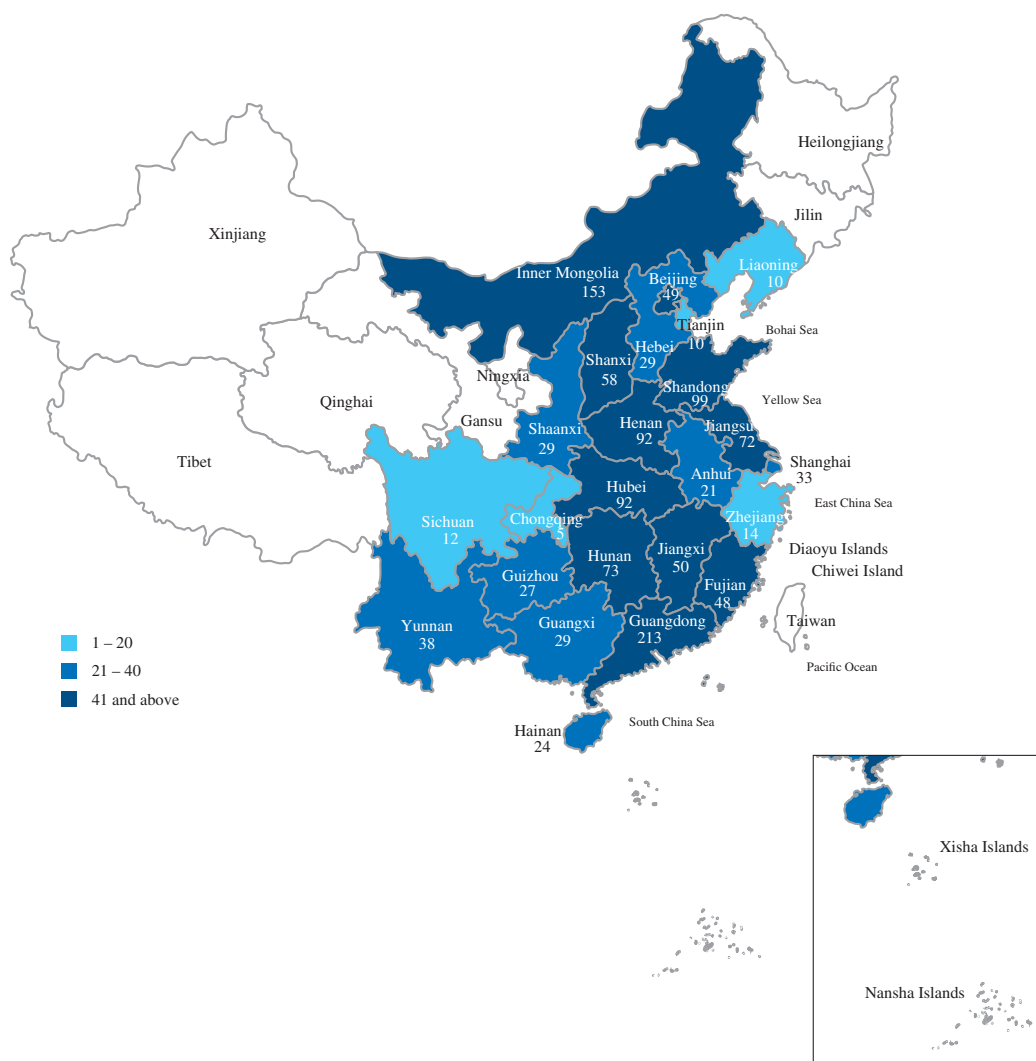 Heilongjiang
Jilin
Xinjiang
Liaoning
10
Inner Mongolia
153
Beijing
49
Tianjin
10
Bohai Sea
Hebei
29
Shanxi
58
Ningxia
Shandong
99
Qinghai
Yellow Sea
Gansu
Shaanxi
29
Henan
92
Jiangsu
72
Tibet
Shanghai
33
Anhui
21
Hubei
92
East China Sea
Sichuan
12
Chongqing
5
Zhejiang
14
Diaoyu Islands
Chiwei Island
Hunan
73
Jiangxi
50
Guizhou
27
Fujian
48
Yunnan
38
Guangxi
29
Guangdong
213
Taiwan
1 – 20
21 – 40
41 and above
Pacific Ocean
South China Sea
Hainan
24
Xisha Islands
Nansha Islands